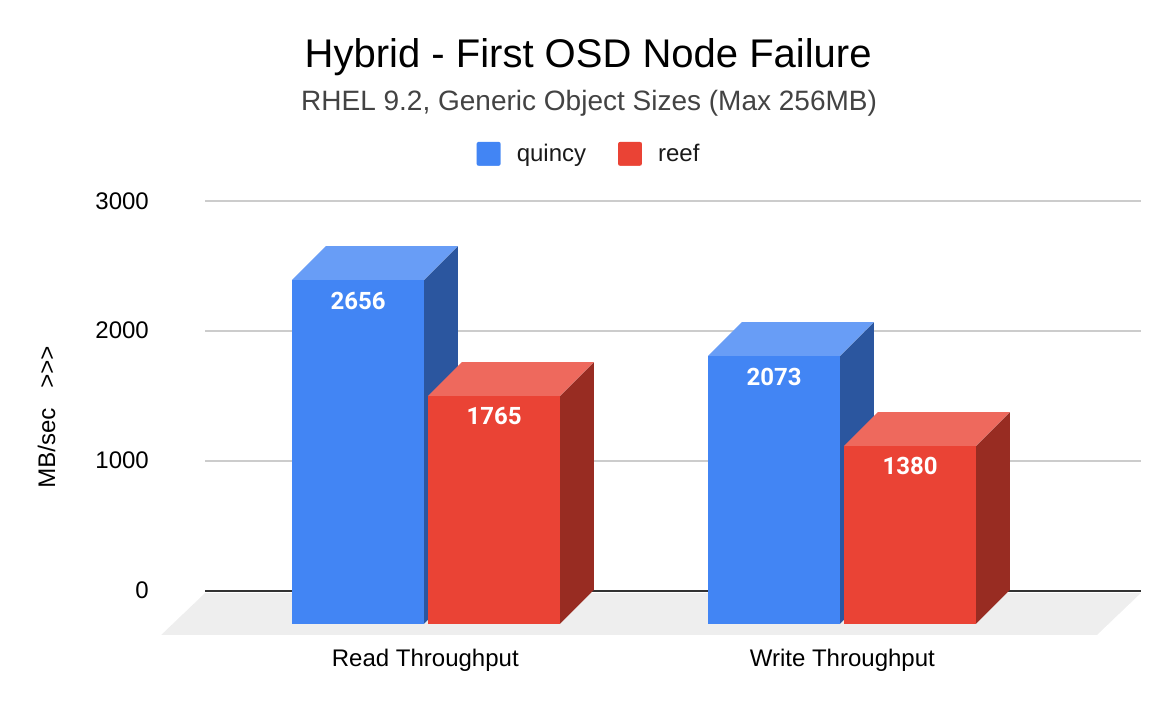 Hybrid - First OSD Node Failure
RHEL 9.2, Generic Object Sizes (Max 256MB)
quincy reef
3000
2000
1000
0
MB/sec >>>
2656
1765
2073
1380
Read Throughput Write Throughput